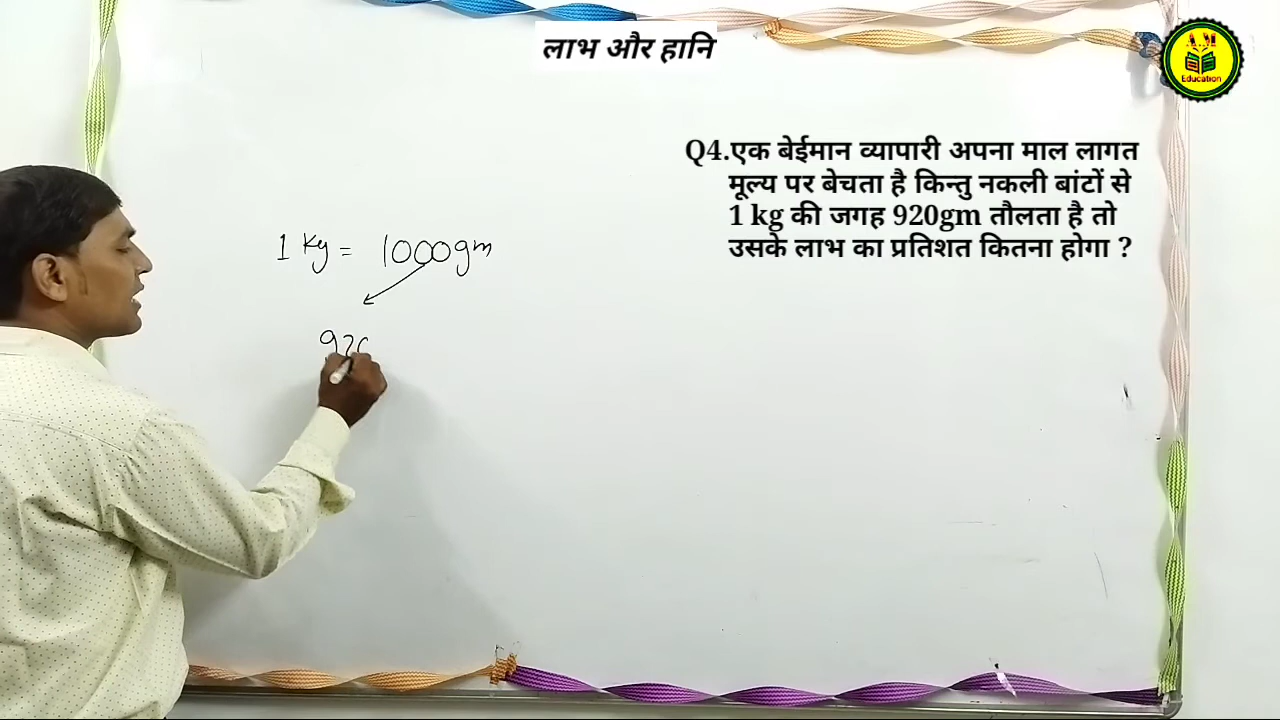 लाभ और हानि
A.M
Education
Q4.एक बेईमान व्यापारी अपना माल लागत
मूल्य पर बेचता है किन्तु नकली बांटों से
1 kg की जगह 920gm तौलता है तो
उसके लाभ का प्रतिशत कितना होगा ?
1 kg = 1000gm
920